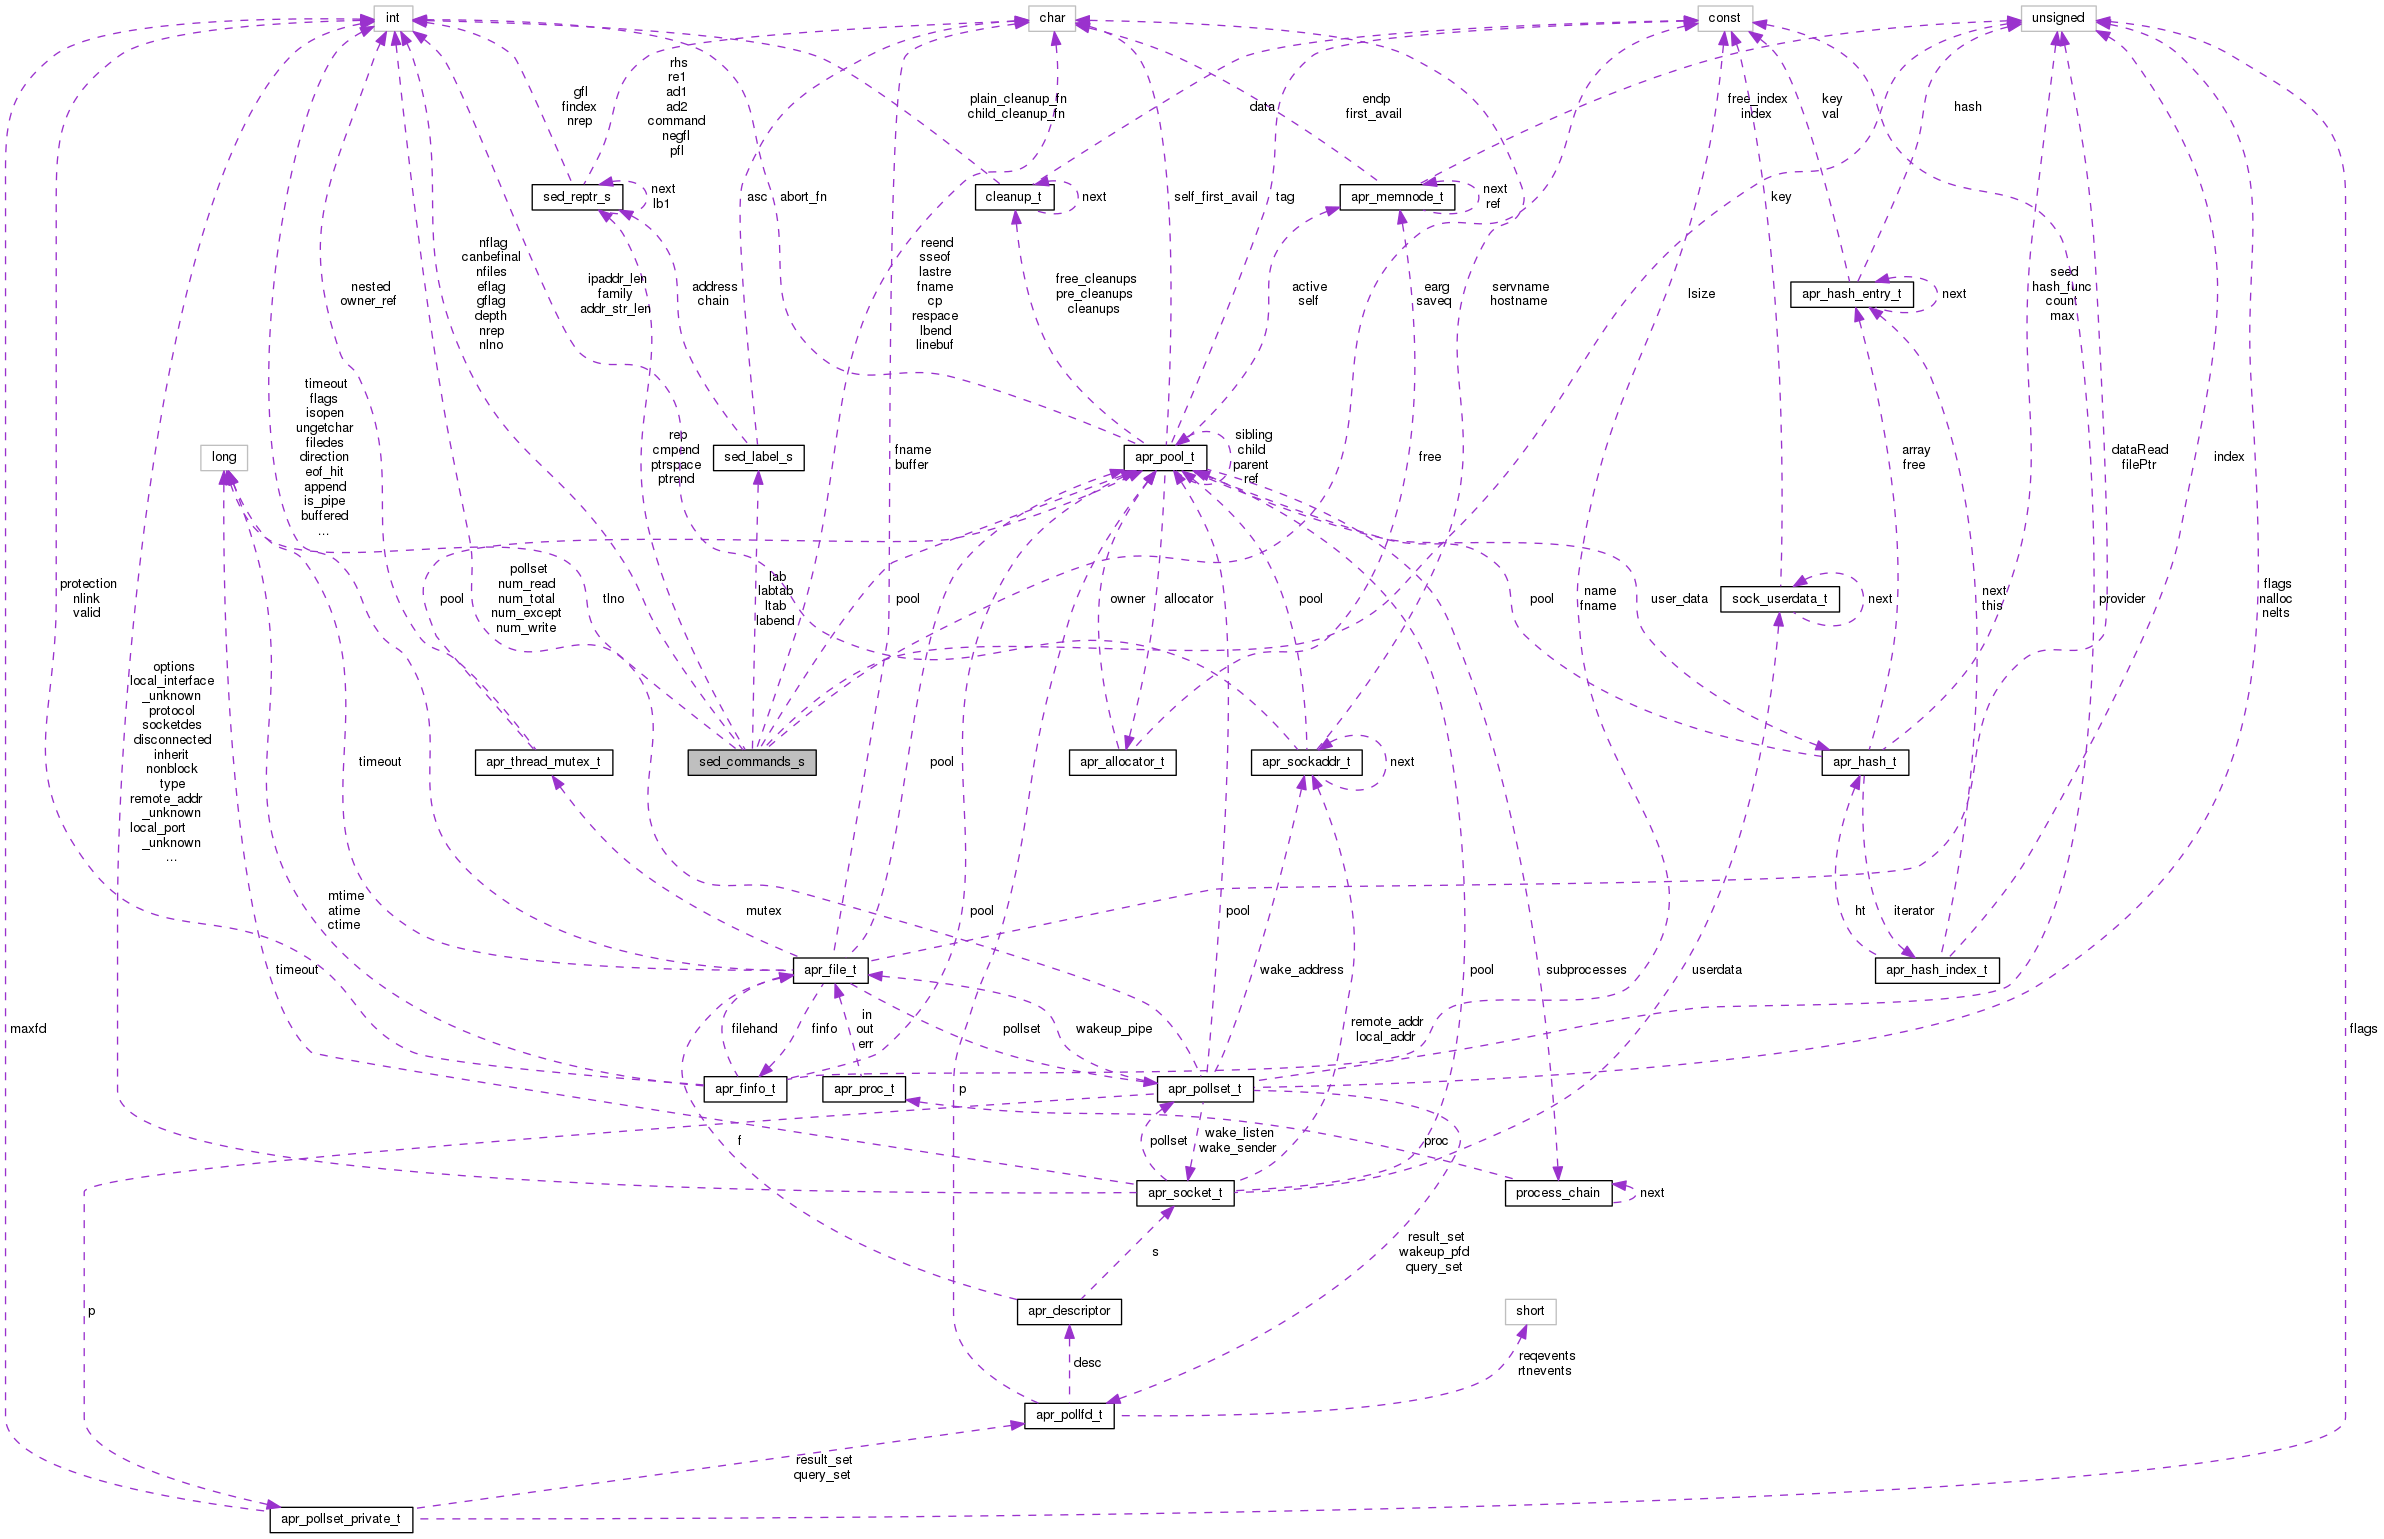 int
char
const
unsigned
rhs
re1
ad1
ad2
command
negfl
pfl
gfl
findex
nrep
plain_cleanup_fn
child_cleanup_fn
data
endp
first_avail
free_index
index
key
val
hash
sed_reptr_s
next
lb1
asc
abort_fn
cleanup_t
next
self_first_avail
tag
apr_memnode_t
next
ref
key
nflag
canbefinal
nfiles
eflag
gflag
depth
nrep
nlno
nested
owner_ref
ipaddr_len
family
addr_str_len
address
chain
reend
sseof
lastre
fname
cp
respace
lbend
linebuf
free_cleanups
pre_cleanups
cleanups
active
self
earg
saveq
servname
hostname
lsize
apr_hash_entry_t
next
seed
hash_func
count
max
timeout
flags
isopen
ungetchar
filedes
direction
eof_hit
append
is_pipe
buffered
...
long
rep
cmpend
ptrspace
ptrend
sed_label_s
fname
buffer
apr_pool_t
sibling
child
parent
ref
free
array
free
dataRead
filePtr
index
protection
nlink
valid
pool
pollset
num_read
num_total
num_except
num_write
tlno
lab
labtab
ltab
labend
pool
owner
allocator
pool
pool
name
fname
user_data
sock_userdata_t
next
next
this
provider
flags
nalloc
nelts
options
local_interface
_unknown
protocol
socketdes
disconnected
inherit
nonblock
type
remote_addr
_unknown
local_port
_unknown
...
timeout
apr_thread_mutex_t
sed_commands_s
pool
apr_allocator_t
apr_sockaddr_t
next
apr_hash_t
mtime
atime
ctime
mutex
pool
pool
ht
iterator
timeout
apr_file_t
wake_address
pool
subprocesses
userdata
apr_hash_index_t
maxfd
filehand
finfo
in
out
err
pollset
wakeup_pipe
remote_addr
local_addr
flags
apr_finfo_t
apr_proc_t
p
apr_pollset_t
f
pollset
wake_listen
wake_sender
proc
apr_socket_t
process_chain
next
s
result_set
wakeup_pfd
query_set
p
apr_descriptor
short
desc
reqevents
rtnevents
apr_pollfd_t
result_set
query_set
apr_pollset_private_t